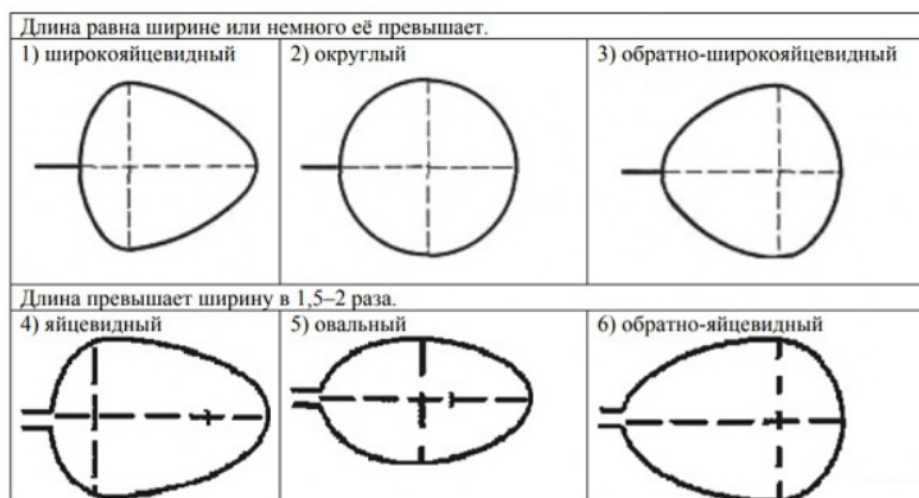 Длина равна ширине или немного её превышает.
1) широкояйцевидный
2) округлый
3) обратно-широкояйцевидный
Длина превышает ширину в 1,5–2 раза.
4) яйцевидный
5) овальный
6) обратно-яйцевидный